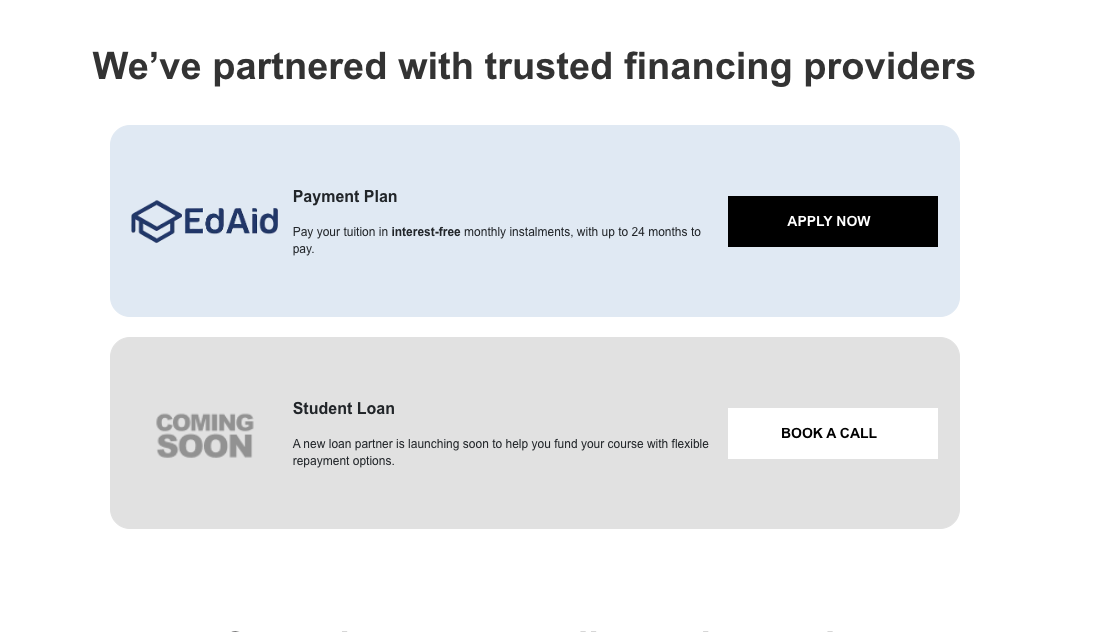 We’ve partnered with trusted financing providers
EdAid
Payment Plan
Pay your tuition in interest-free monthly instalments, with up to 24 months to
pay.
APPLY NOW
COMING
SOON
Student Loan
A new loan partner is launching soon to help you fund your course with flexible
repayment options.
BOOK A CALL